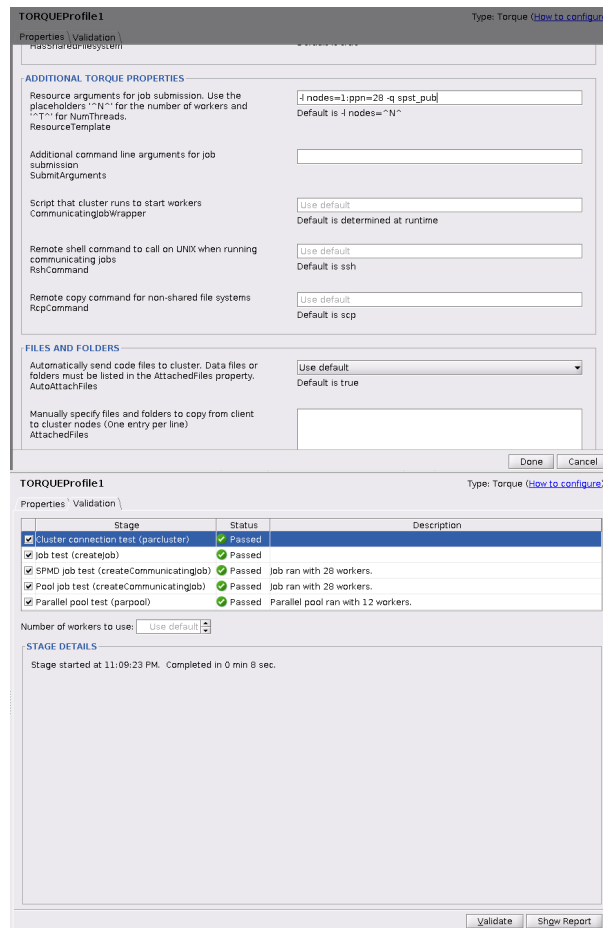 TORQUEProfile1
Type: Torque (How to configur
Properties Validation
HasSharedFilesystem
Default is true
ADDITIONAL TORQUE PROPERTIES
Resource arguments for job submission. Use the
placeholders '^N^' for the number of workers and
'^T^' for NumThreads.
ResourceTemplate
-l nodes=1:ppn=28 -q spst_pub
Default is -l nodes=^N^
Additional command line arguments for job
submission
SubmitArguments
Script that cluster runs to start workers
CommunicatingJobWrapper
Use default
Default is determined at runtime
Remote shell command to call on UNIX when running
communicating jobs
RshCommand
Use default
Default is ssh
Remote copy command for non-shared file systems
RcpCommand
Use default
Default is scp
FILES AND FOLDERS
Automatically send code files to cluster. Data files or
folders must be listed in the AttachedFiles property.
AutoAttachFiles
Use default
Default is true
Manually specify files and folders to copy from client
to cluster nodes (One entry per line)
AttachedFiles
Done Cancel
TORQUEProfile1
Type: Torque (How to configure)
Properties Validation
Stage Status Description
Cluster connection test (parcluster) Passed
Job test (createJob) Passed
SPMD job test (createCommunicatingJob) Passed Job ran with 28 workers.
Pool job test (createCommunicatingJob) Passed Job ran with 28 workers.
Parallel pool test (parpool) Passed Parallel pool ran with 12 workers.
Number of workers to use: Use default
STAGE DETAILS
Stage started at 11:09:23 PM. Completed in 0 min 8 sec.
Validate Show Report